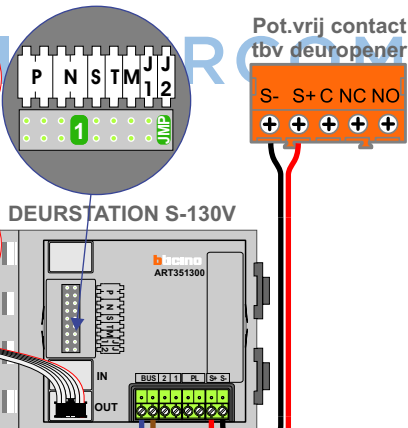 Pot.vrij contact
tbv deuropener
P N S T M J1 J2
1 JMP
S- S+ C NC NO
DEURSTATION S-130V
bticino
ART351300
P N S T M 1 2
IN
OUT
BUS 2 1 PL S+ S-